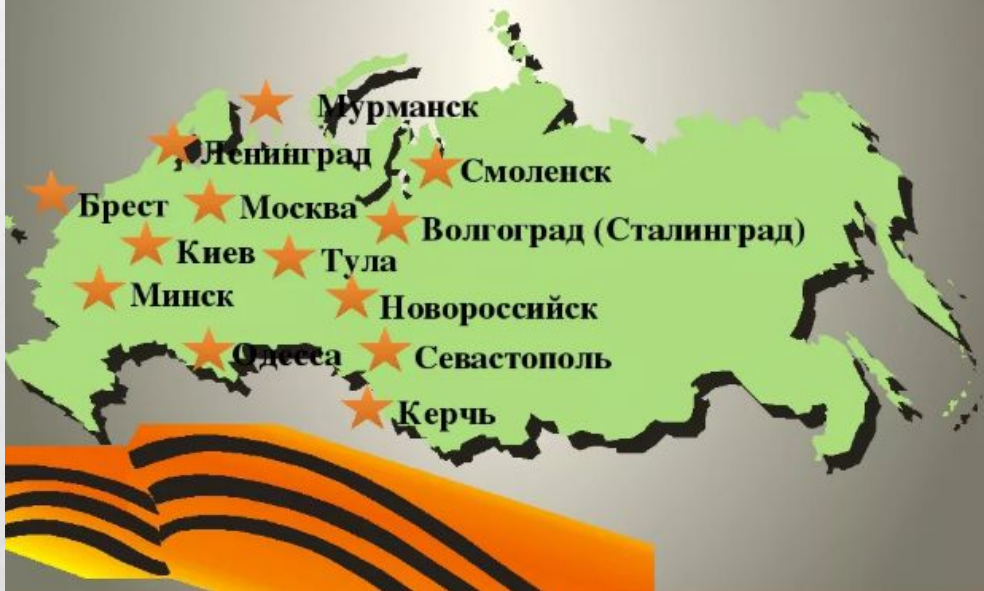 Мурманск
Ленинград
Смоленск
Брест
Москва
Волгоград (Сталинград)
Киев
Тула
Минск
Новороссийск
Одесса
Севастополь
Керчь